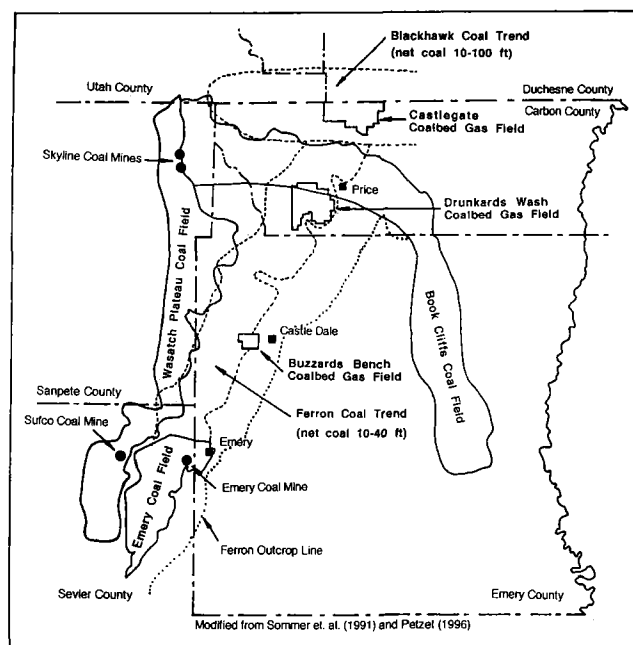 Blackhawk Coal Trend
(net coal 10-100 ft)
Utah County
Duchesne County
Carbon County
Castlegate
Coalbed Gas Field
Skyline Coal Mines
Price
Drunkards Wash
Coalbed Gas Field
Wasatch Plateau Coal Field
Book Cliffs Coal Field
Castle Dale
Buzzards Bench
Coalbed Gas Field
Sanpete County
Ferron Coal Trend
(net coal 10-40 ft)
Sufco Coal Mine
Emery
Emery Coal Field
Emery Coal Mine
Ferron Outcrop Line
Sevier County
Emery County
Modified from Sommer et. al. (1991) and Petzet (1996)